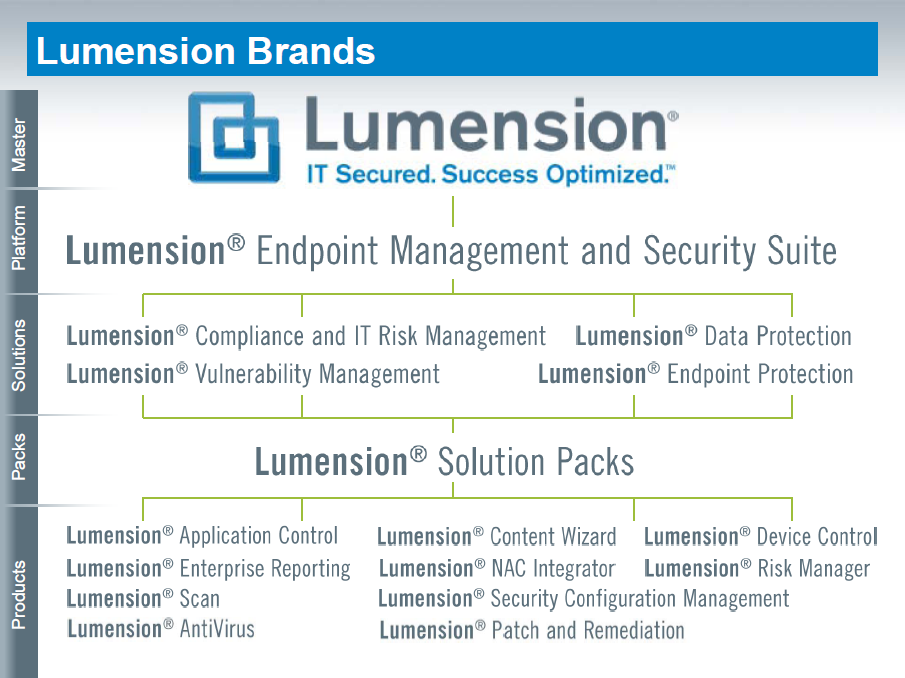 Lumension Brands
Master
Lumension®
IT Secured. Success Optimized.™
Platform
Lumension® Endpoint Management and Security Suite
Solutions
Lumension® Compliance and IT Risk Management Lumension® Data Protection
Lumension® Vulnerability Management Lumension® Endpoint Protection
Packs
Lumension® Solution Packs
Products
Lumension® Application Control Lumension® Content Wizard Lumension® Device Control
Lumension® Enterprise Reporting Lumension® NAC Integrator Lumension® Risk Manager
Lumension® Scan Lumension® Security Configuration Management
Lumension® AntiVirus Lumension® Patch and Remediation